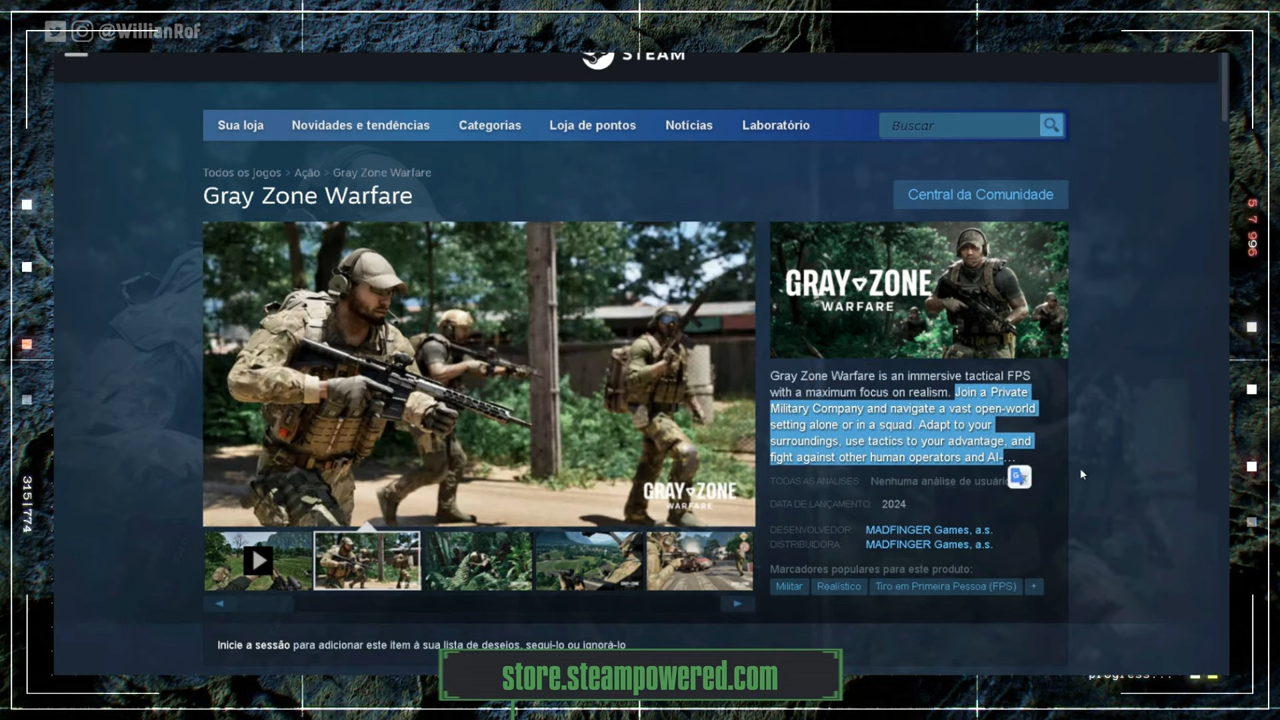 @WillianRof
STEAM
Sua loja
Novidades e tendências
Categorias
Loja de pontos
Notícias
Laboratório
Buscar
Todos os jogos > Ação > Gray Zone Warfare
Gray Zone Warfare
Central da Comunidade
GRAY ZONE
WARFARE
GRAY ZONE
WARFARE
Gray Zone Warfare is an immersive tactical FPS
with a maximum focus on realism. Join a Private
Military Company and navigate a vast open-world
setting alone or in a squad. Adapt to your
surroundings, use tactics to your advantage, and
fight against other human operators and AI-...
TODAS AS ANÁLISES: Nenhuma análise de usuário
DATA DE LANÇAMENTO: 2024
DESENVOLVEDOR: MADFINGER Games, a.s.
DISTRIBUIDORA: MADFINGER Games, a.s.
Marcadores populares para este produto:
Militar
Realístico
Tiro em Primeira Pessoa (FPS)
+
Inicie a sessão para adicionar este item à sua lista de desejos, segui-lo ou ignorá-lo
store.steampowered.com
progress...
315|774
5 7 996